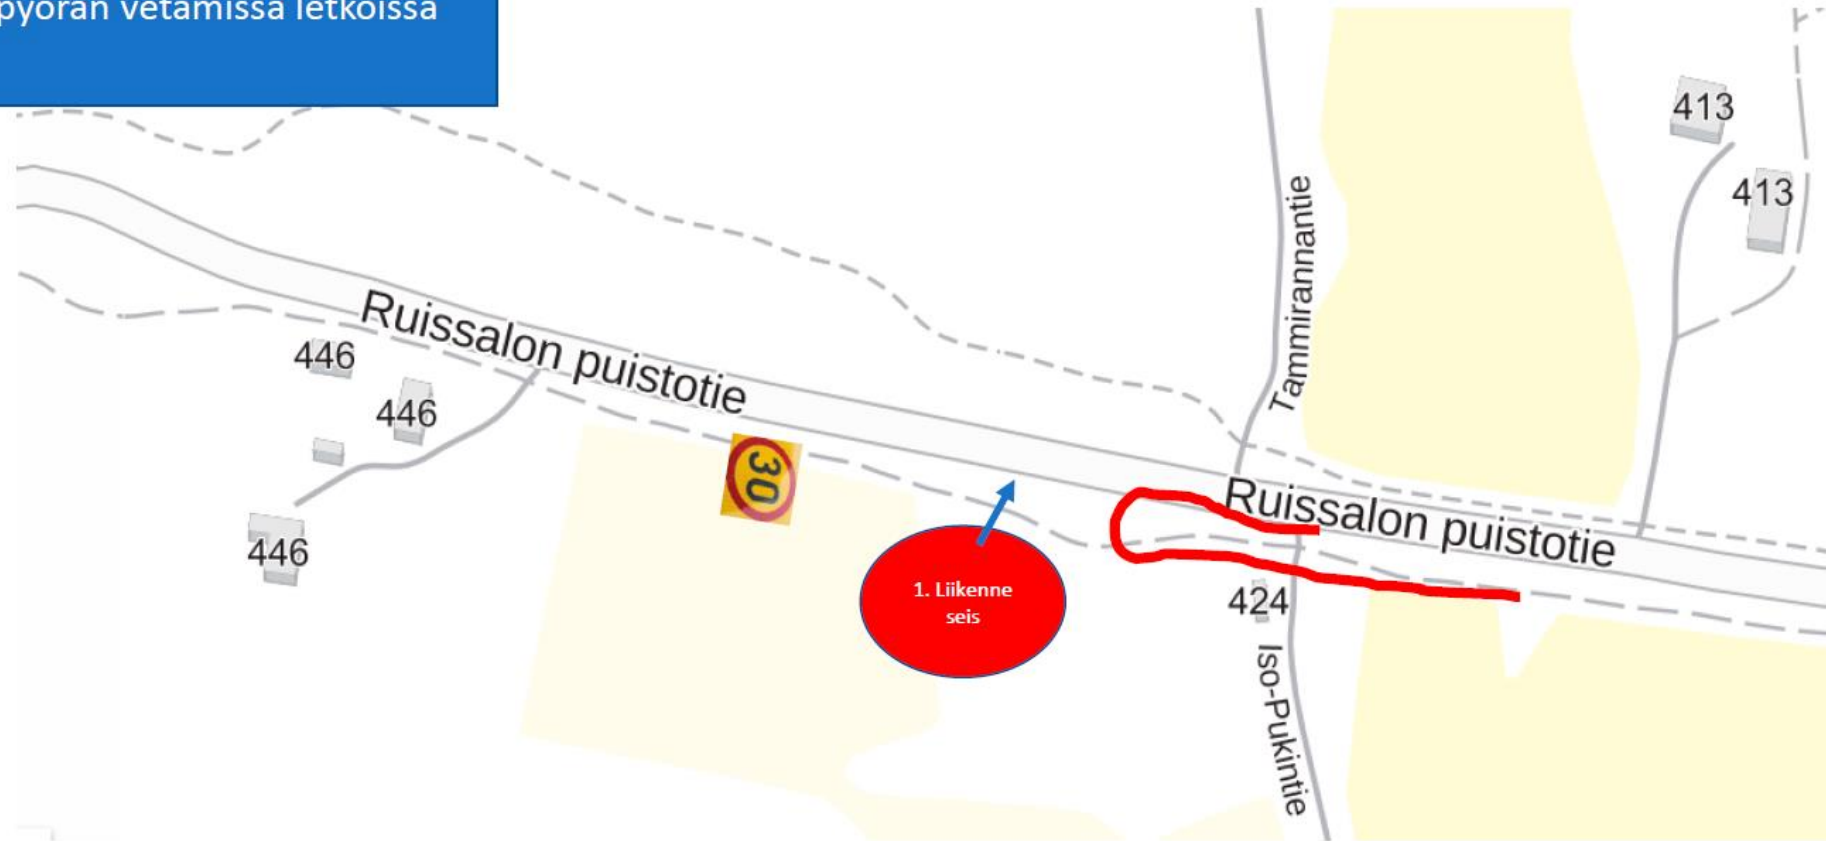 pyörän vetämissä letkoissa
413
413
Tammirannantie
Ruissalon puistotie
446
446
30
446
Ruissalon puistotie
1. Liikenne
seis
424
Iso-Pukintie